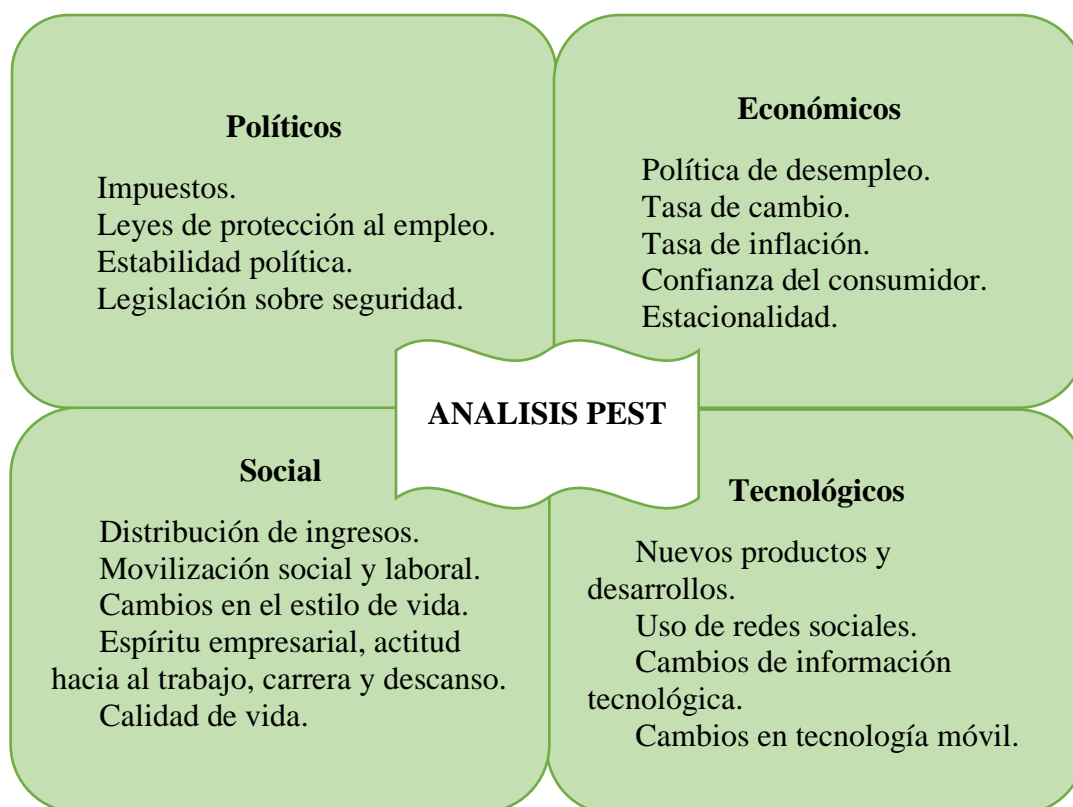 Políticos
Impuestos.
Leyes de protección al empleo.
Estabilidad política.
Legislación sobre seguridad.
Económicos
Política de desempleo.
Tasa de cambio.
Tasa de inflación.
Confianza del consumidor.
Estacionalidad.
ANALISIS PEST
Social
Distribución de ingresos.
Movilización social y laboral.
Cambios en el estilo de vida.
Espíritu empresarial, actitud
hacia al trabajo, carrera y descanso.
Calidad de vida.
Tecnológicos
Nuevos productos y
desarrollos.
Uso de redes sociales.
Cambios de información
tecnológica.
Cambios en tecnología móvil.